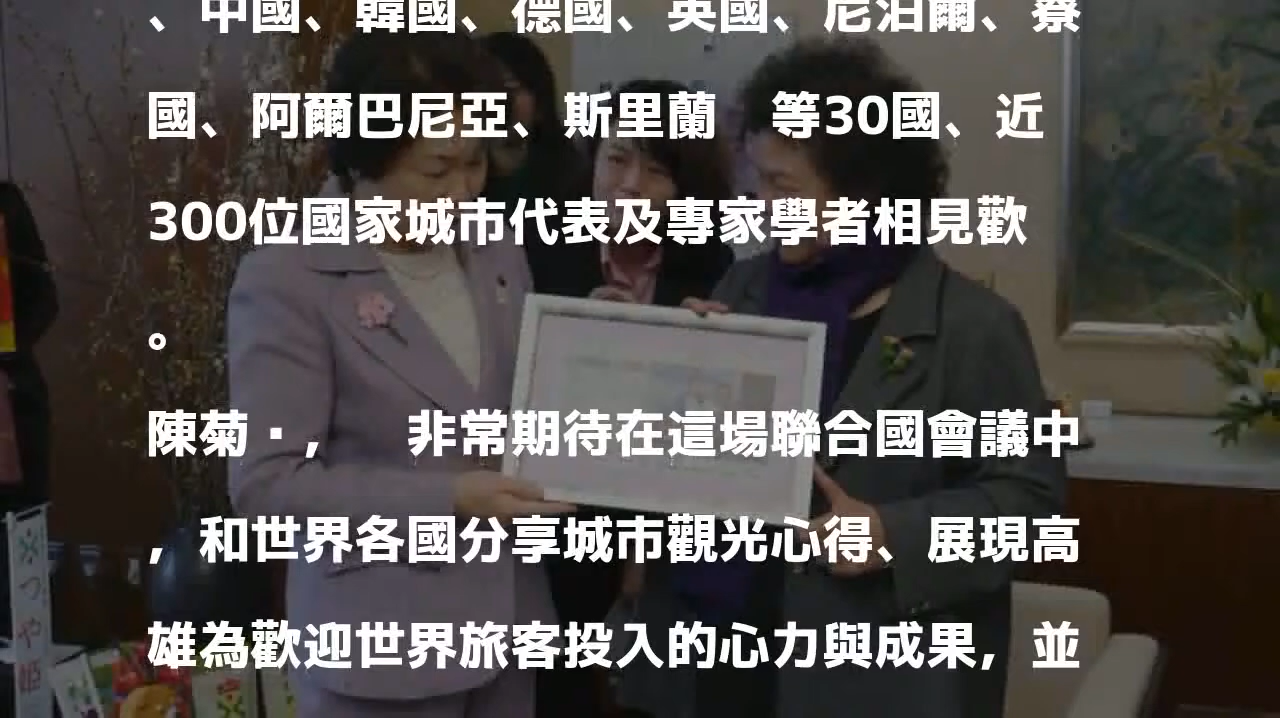 、中國、韓國、德國、英國、尼泊爾、寮
國、阿爾巴尼亞、斯里蘭　等30國、近
300位國家城市代表及專家學者相見歡
。
陳菊·，　非常期待在這場聯合國會議中
，和世界各國分享城市觀光心得、展現高
雄為歡迎世界旅客投入的心力與成果，並
つや姫